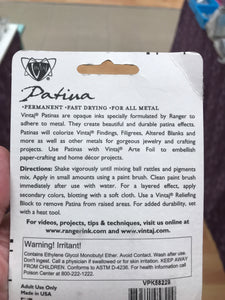 Patina
•PERMANENT •FAST DRYING •FOR ALL METAL
Vintaj® Patinas are opaque inks specially formulated by Ranger to
adhere to metal. They create beautiful and durable patina effects.
Patinas will colorize Vintaj® Findings, Filigrees, Altered Blanks and
more as well as other metals for gorgeous jewelry and crafting
projects. Use Patinas with Vintaj® Arte Foil to embellish
paper-crafting and home décor projects.
Directions: Shake vigorously until mixing ball rattles and pigments
mix. Apply in small amounts using a paint brush. Clean paint brush
immediately after use with water. For a layered effect, apply
secondary colors, blotting with a soft cloth. Use a Vintaj® Reliefing
Block to remove Patina from raised areas. For added durability, set
with a heat tool.
For videos, projects, tips & techniques, visit us online at
www.rangerink.com • www.vintaj.com
Warning! Irritant!
Contains Ethylene Glycol Monobutyl Ether. Avoid Contact. Wash after use.
Don't ingest. Call a physician if swallowed or for skin irritation. KEEP AWAY
FROM CHILDREN. Conforms to ASTM D-4236. For health information call
Poison Center at 800-222-1222.
Adult Use Only
Made in USA
VPK58229